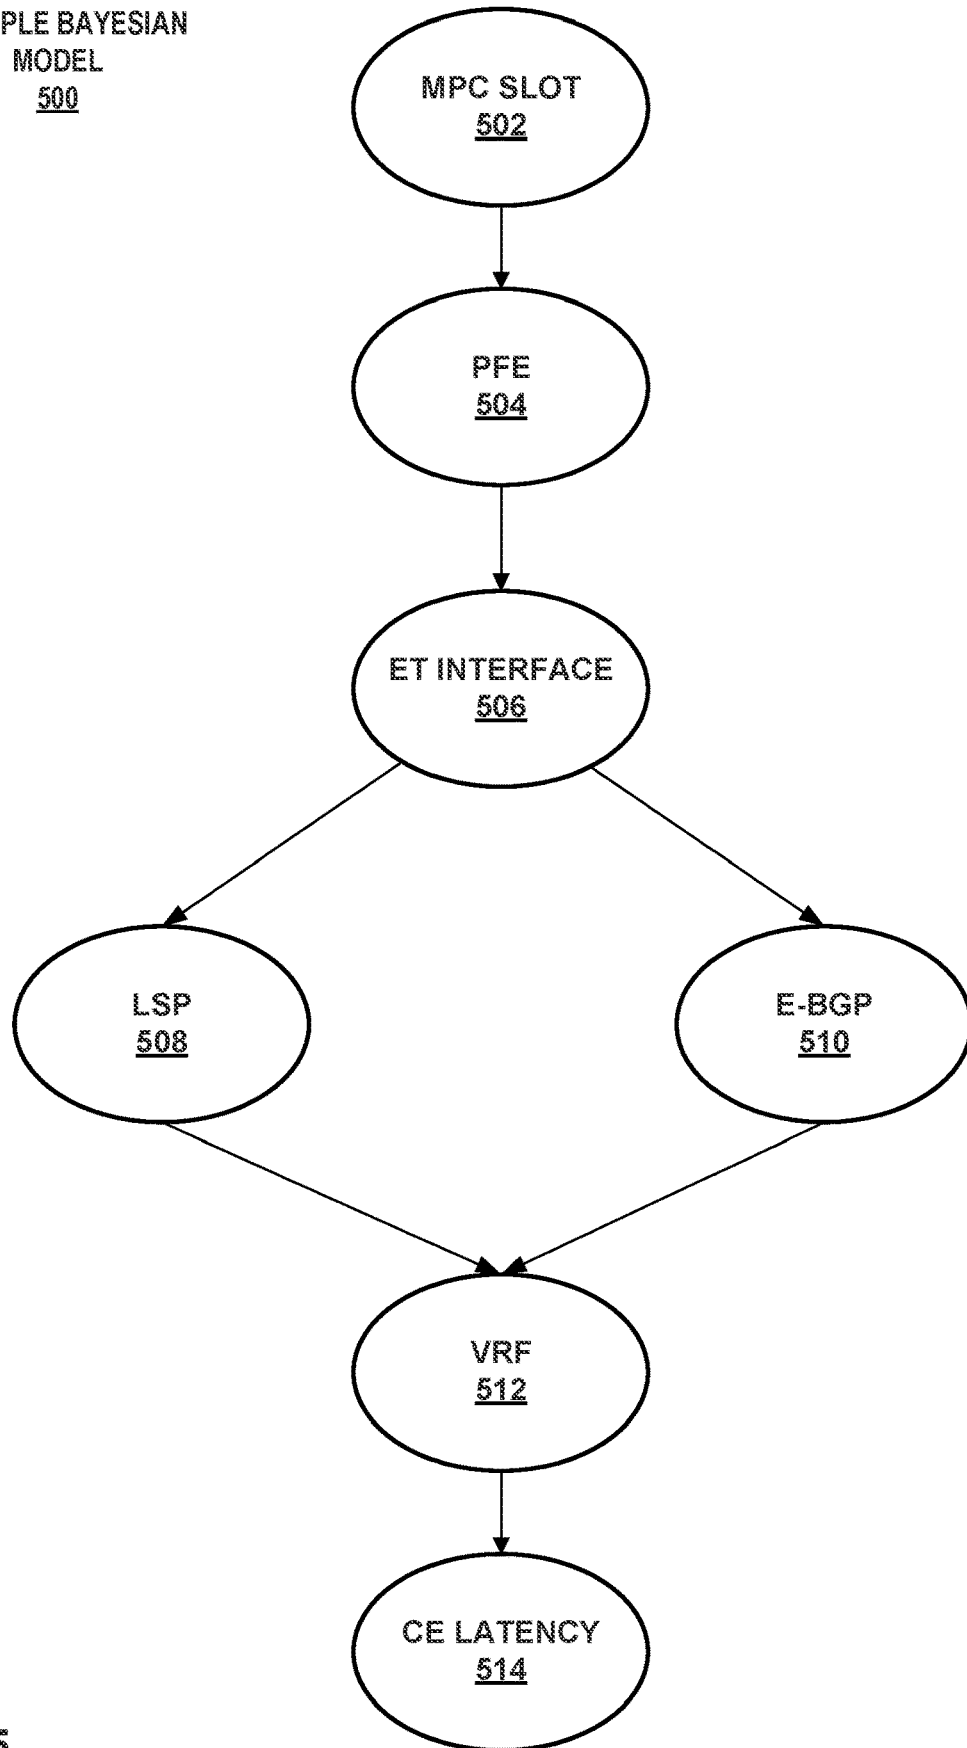 PLE BAYESIAN
MODEL
500
MPC SLOT
502
PFE
504
ET INTERFACE
506
LSP
508
E-BGP
510
VRF
512
CE LATENCY
514
5